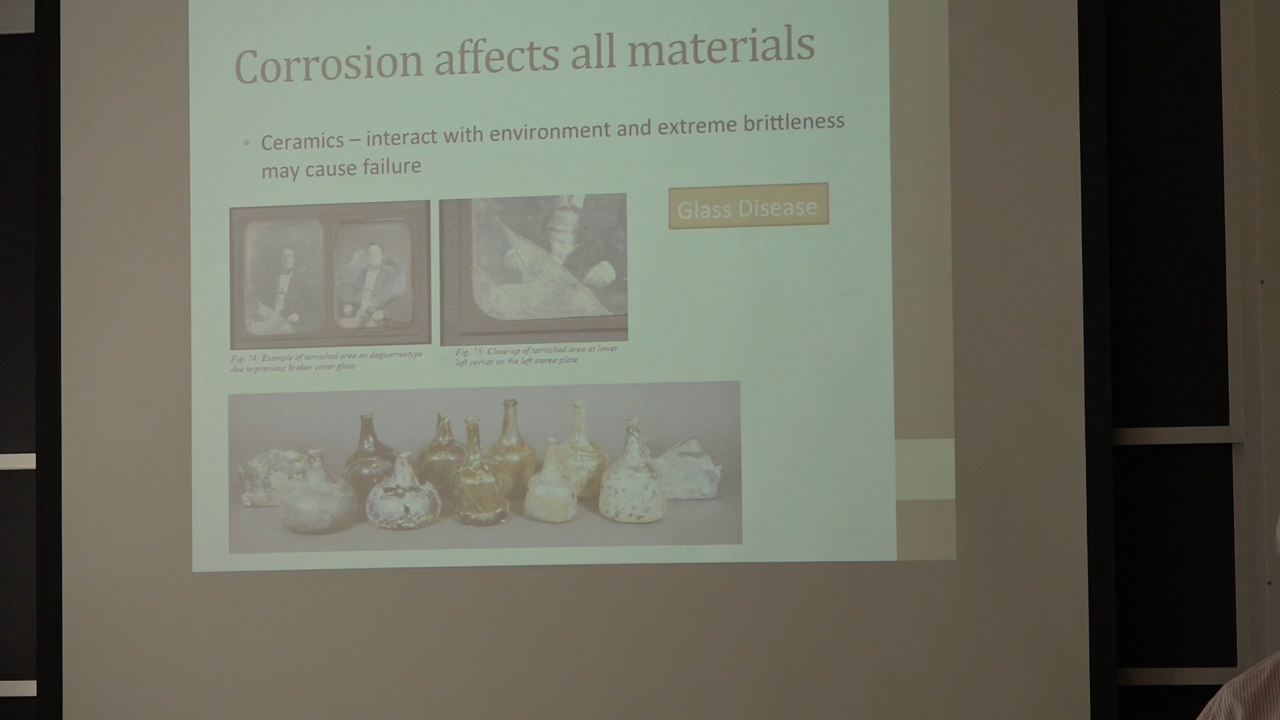 Corrosion affects all materials
• Ceramics – interact with environment and extreme brittleness
may cause failure
Glass Disease
Fig. 74: Example of tarnished area on daguerreotype
due to previous broken cover glass
Fig. 75: Close-up of tarnished area at lower
left corner on the left stereo plate